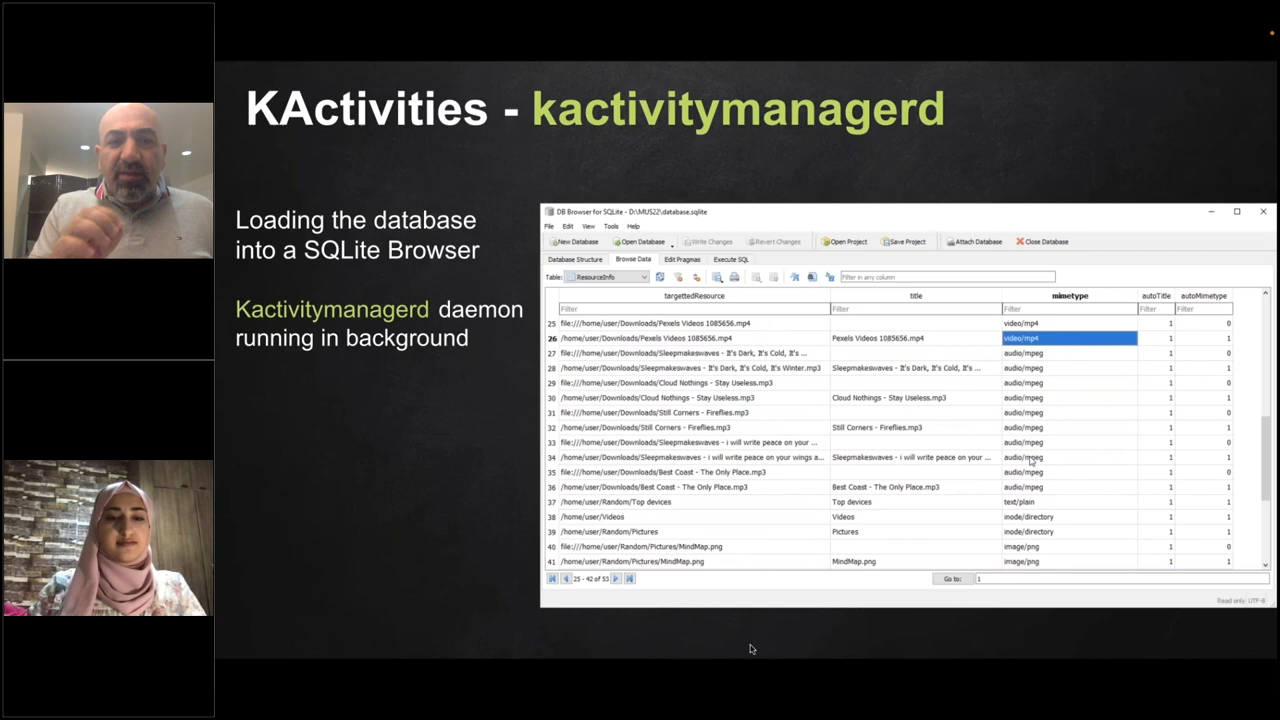 KActivities - kactivitymanagerd
Loading the database
into a SQLite Browser
Kactivitymanagerd daemon
running in background
DB Browser for SQLite - D:\MUS22\database.sqlite
File Edit View Tools Help
New Database Open Database Write Changes Revert Changes Open Project Save Project Attach Database Close Database
Database Structure Browse Data Edit Pragmas Execute SQL
Table: ResourceInfo Filter in any column
targettedResource title mimetype autoTitle autoMimetype
Filter Filter Filter Filter Filter
25 file:///home/user/Downloads/Pexels Videos 1085656.mp4 video/mp4 1 0
26 /home/user/Downloads/Pexels Videos 1085656.mp4 Pexels Videos 1085656.mp4 video/mp4 1 1
27 file:///home/user/Downloads/Sleepmakeswaves - It's Dark, It's Cold, It's ... audio/mpeg 1 0
28 /home/user/Downloads/Sleepmakeswaves - It's Dark, It's Cold, It's Winter.mp3 Sleepmakeswaves - It's Dark, It's Cold, It's ... audio/mpeg 1 1
29 file:///home/user/Downloads/Cloud Nothings - Stay Useless.mp3 audio/mpeg 1 0
30 /home/user/Downloads/Cloud Nothings - Stay Useless.mp3 Cloud Nothings - Stay Useless.mp3 audio/mpeg 1 1
31 file:///home/user/Downloads/Still Corners - Fireflies.mp3 audio/mpeg 1 0
32 /home/user/Downloads/Still Corners - Fireflies.mp3 Still Corners - Fireflies.mp3 audio/mpeg 1 1
33 file:///home/user/Downloads/Sleepmakeswaves - i will write peace on your ... audio/mpeg 1 0
34 /home/user/Downloads/Sleepmakeswaves - i will write peace on your wings a... Sleepmakeswaves - i will write peace on your ... audio/mpeg 1 1
35 file:///home/user/Downloads/Best Coast - The Only Place.mp3 audio/mpeg 1 0
36 /home/user/Downloads/Best Coast - The Only Place.mp3 Best Coast - The Only Place.mp3 audio/mpeg 1 1
37 /home/user/Random/Top devices Top devices text/plain 1 1
38 /home/user/Videos Videos inode/directory 1 1
39 /home/user/Random/Pictures Pictures inode/directory 1 1
40 file:///home/user/Random/Pictures/MindMap.png image/png 1 0
41 /home/user/Random/Pictures/MindMap.png MindMap.png image/png 1 1
25 - 42 of 53 Go to: 1
Read only UTF-8